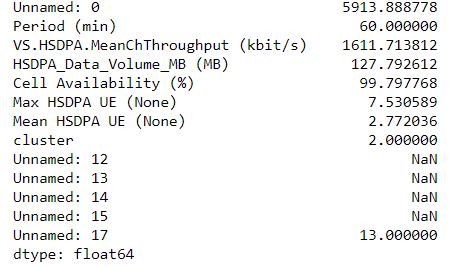 Unnamed: 0 5913.888778
Period (min) 60.000000
VS.HSDPA.MeanChThroughput (kbit/s) 1611.713812
HSDPA_Data_Volume_MB (MB) 127.792612
Cell Availability (%) 99.797768
Max HSDPA UE (None) 7.530589
Mean HSDPA UE (None) 2.772036
cluster 2.000000
Unnamed: 12 NaN
Unnamed: 13 NaN
Unnamed: 14 NaN
Unnamed: 15 NaN
Unnamed: 17 13.000000
dtype: float64